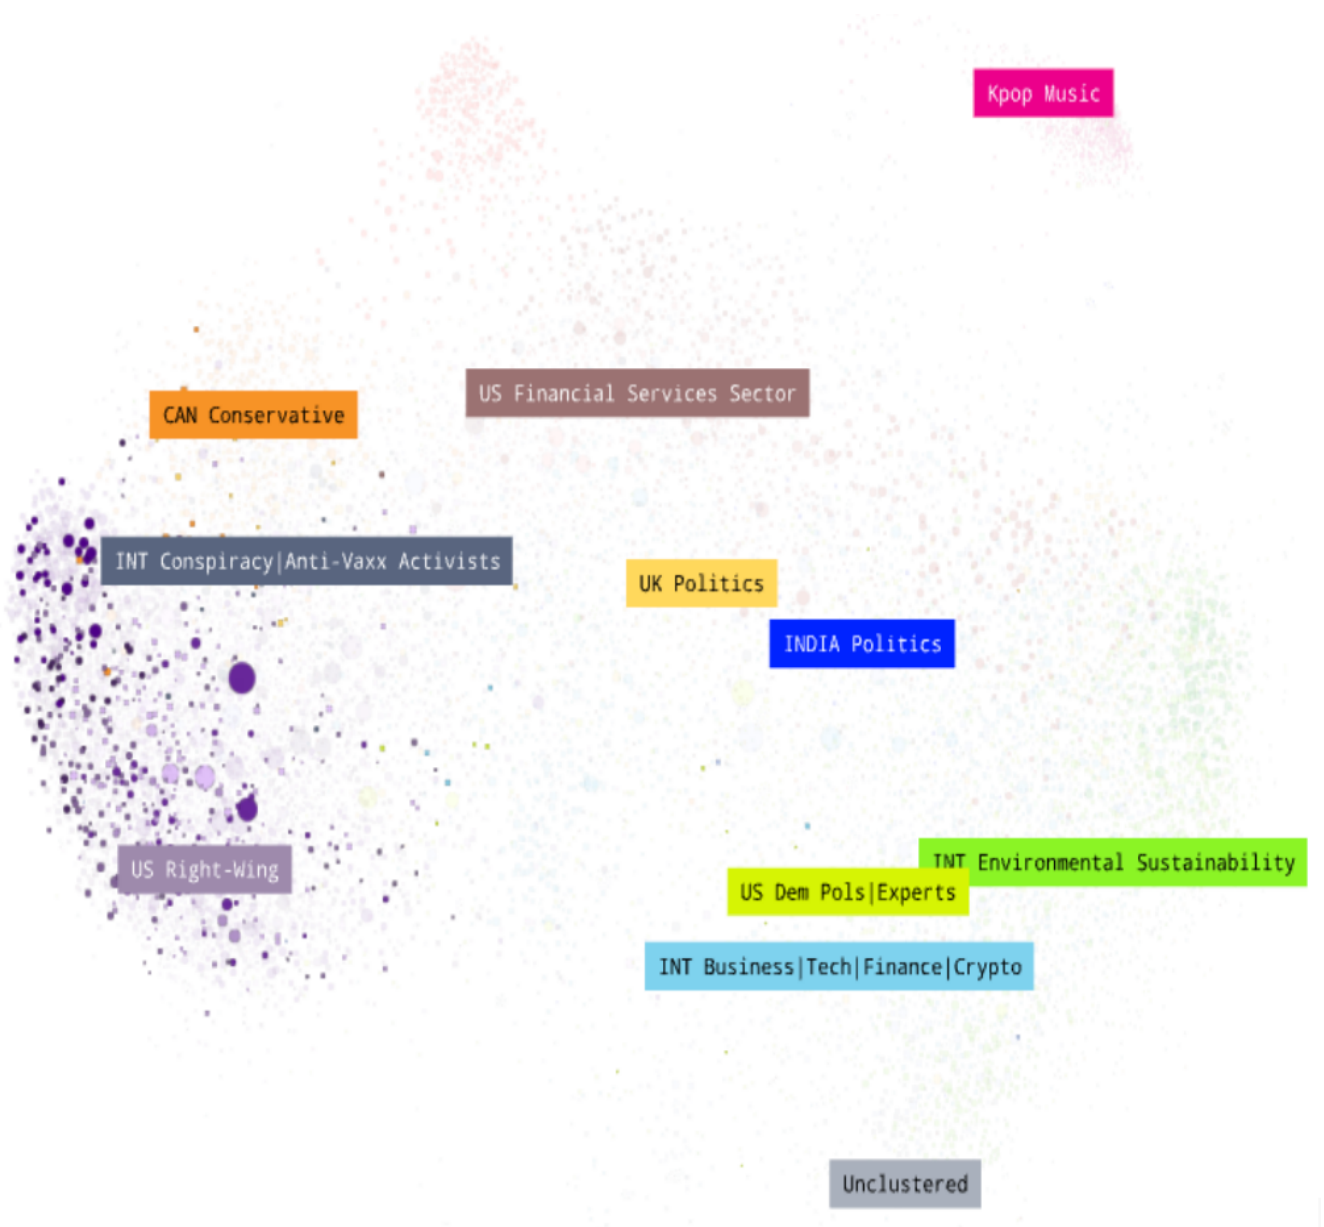 Kpop Music
US Financial Services Sector
CAN Conservative
INT Conspiracy|Anti-Vaxx Activists
UK Politics
INDIA Politics
INT Environmental Sustainability
US Right-Wing
US Dem Pols|Experts
INT Business|Tech|Finance|Crypto
Unclustered